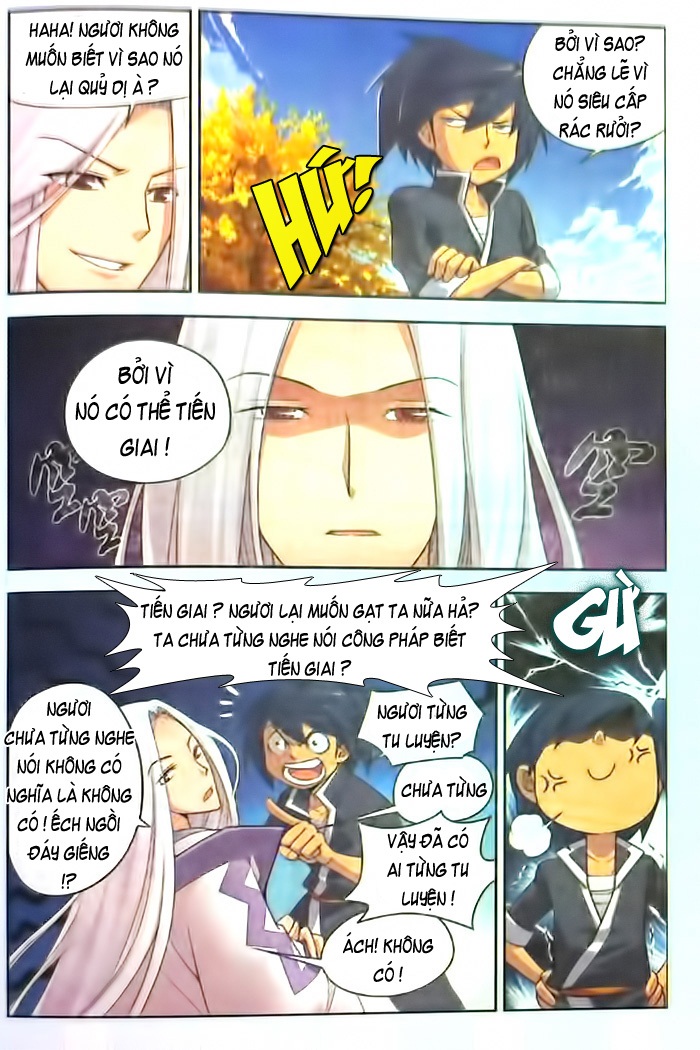 HAHA! NGƯƠI KHÔNG
MUỐN BIẾT VÌ SAO NÓ
LẠI QUỶ DỊ À?
BỞI VÌ SAO?
CHẲNG LẼ VÌ
NÓ SIÊU CẤP
RÁC RƯỞI?
HỨ!
BỞI VÌ
NÓ CÓ THỂ TIẾN
GIAI!
空
空
空
TIẾN GIAI? NGƯƠI LẠI MUỐN GẠT TA NỮA HẢ?
TA CHƯA TỪNG NGHE NÓI CÔNG PHÁP BIẾT
TIẾN GIAI?
NGƯƠI
CHƯA TỪNG NGHE
NÓI KHÔNG CÓ
NGHĨA LÀ KHÔNG
CÓ! ẾCH NGỒI
ĐÁY GIẾNG
!?
NGƯƠI TỪNG
TU LUYỆN?
CHƯA TỪNG
VẬY ĐÃ CÓ
AI TỪNG TU
LUYỆN!
ÁCH! KHÔNG
CÓ!
GỪ